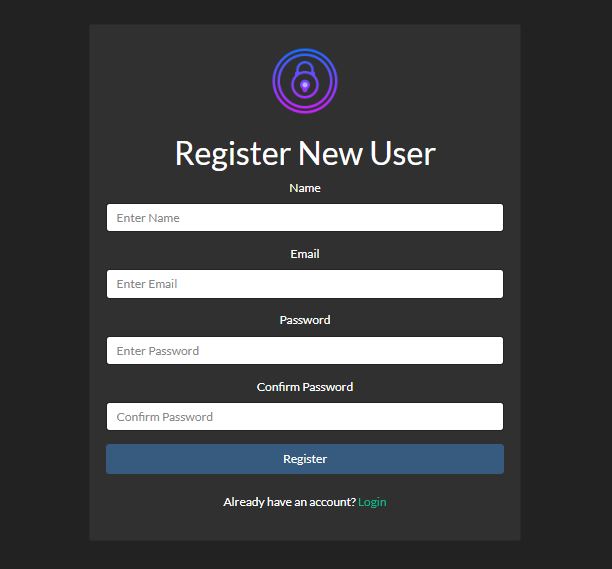 Register New User
Name
Enter Name
Email
Enter Email
Password
Enter Password
Confirm Password
Confirm Password
Register
Already have an account? Login